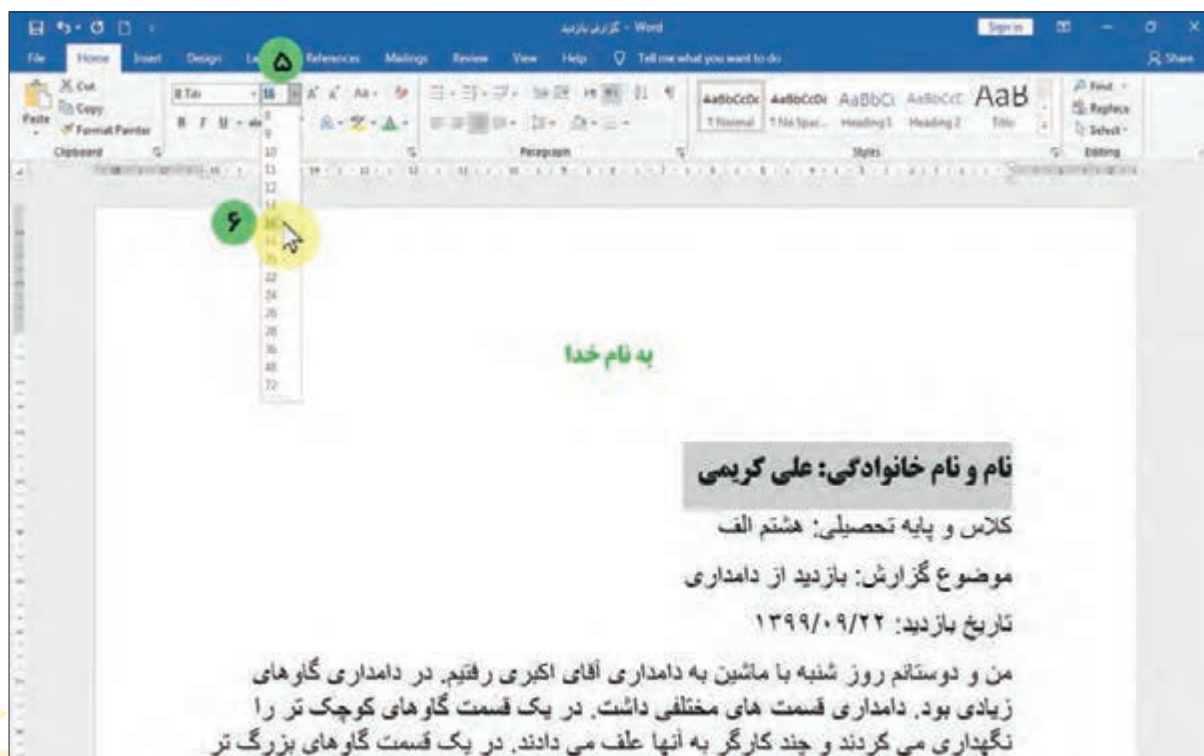 گزارش بازدید - Word
Sign in
File Home Insert Design References Mailings Review View Help Tell me what you want to do Share
۵
Cut
Copy
Format Painter
Paste
B Titr 16
Clipboard Paragraph Styles Editing
AaBbCcDc AaBbCcDc AaBbCc AaBbCcC AaB
¶ Normal ¶ No Spac... Heading 1 Heading 2 Title
Find
Replace
Select
8
9
10
11
12
14
16
۶
22
24
26
28
36
48
72
به نام خدا
نام و نام خانوادگی: علی کریمی
کلاس و پایه تحصیلی: هشتم الف
موضوع گزارش: بازدید از دامداری
تاریخ بازدید: ۱۳۹۹/۰۹/۲۲
من و دوستانم روز شنبه با ماشین به دامداری آقای اکبری رفتیم. در دامداری گاوهای
زیادی بود. دامداری قسمت های مختلفی داشت. در یک قسمت گاوهای کوچک تر را
نگهداری می کردند و چند کارگر به آنها علف می دادند. در یک قسمت گاوهای بزرگ تر